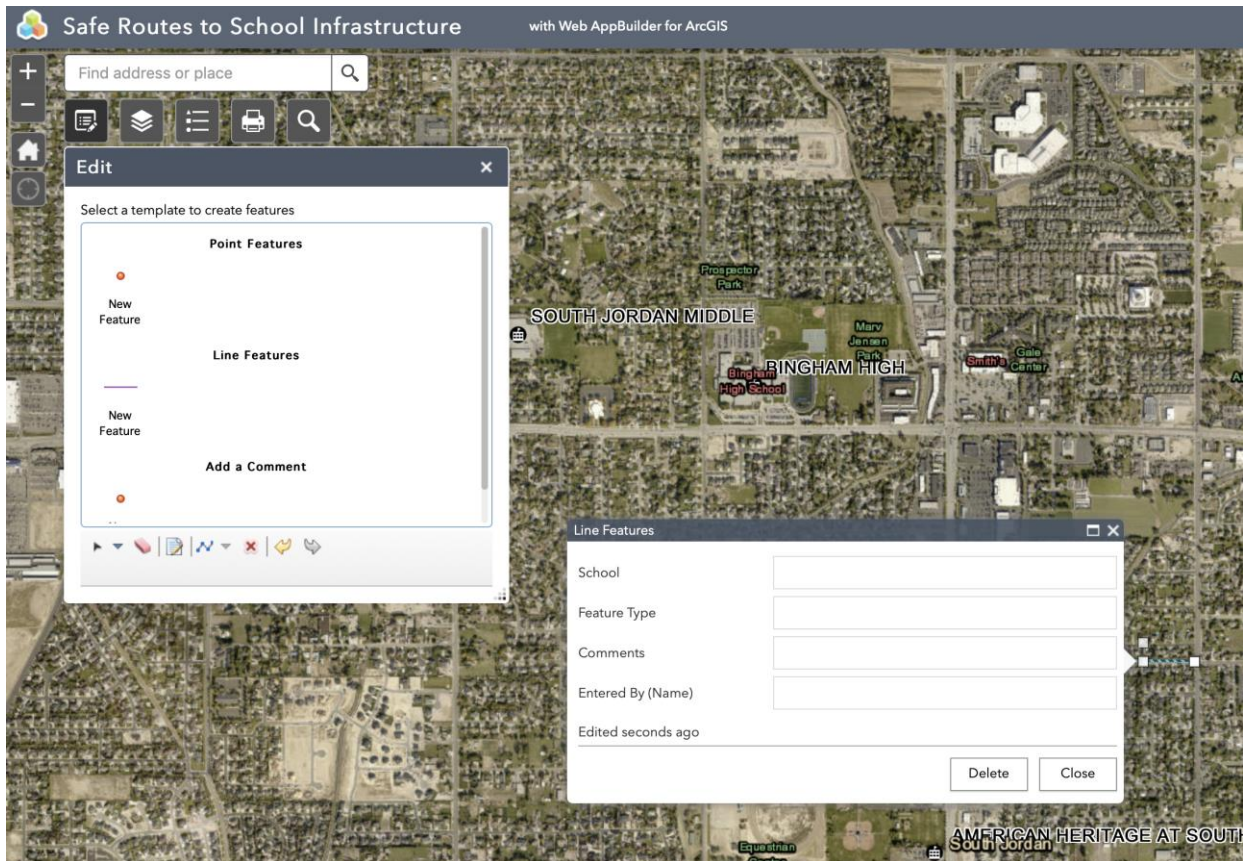 Safe Routes to School Infrastructure
with Web AppBuilder for ArcGIS
Find address or place
Edit
Select a template to create features
Point Features
New
Feature
Line Features
New
Feature
Add a Comment
Prospector
Park
SOUTH JORDAN MIDDLE
Marv
Jensen
Park
BINGHAM HIGH
Bingham
High School
Smith's
Gale
Center
Line Features
School
Feature Type
Comments
Entered By (Name)
Edited seconds ago
Delete
Close
AMERICAN HERITAGE AT SOUTH
South Jordan
Equestrian